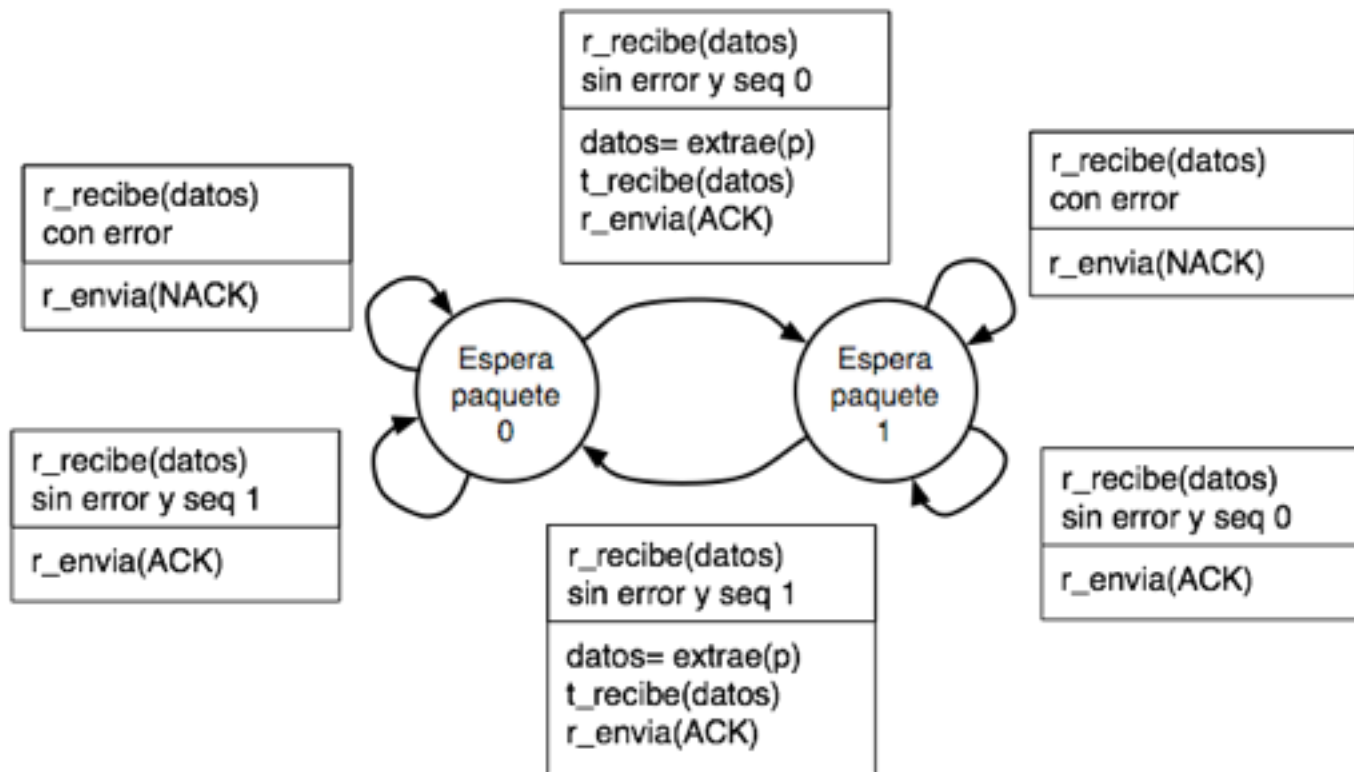 r_recibe(datos)
sin error y seq 0
datos= extrae(p)
t_recibe(datos)
r_envia(ACK)
r_recibe(datos)
con error
r_envia(NACK)
r_recibe(datos)
con error
r_envia(NACK)
Espera
paquete
0
Espera
paquete
1
r_recibe(datos)
sin error y seq 1
r_envia(ACK)
r_recibe(datos)
sin error y seq 0
r_envia(ACK)
r_recibe(datos)
sin error y seq 1
datos= extrae(p)
t_recibe(datos)
r_envia(ACK)